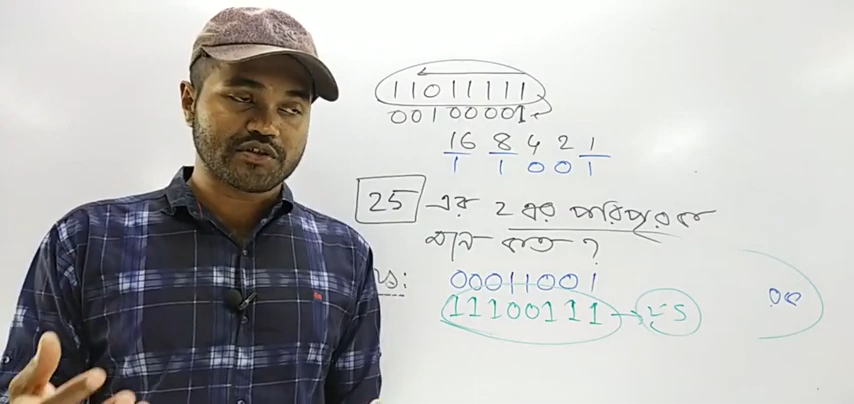 11011111
00100001
16 8 4 2 1
1 1 0 0 1
25 এর 2 এর পরিপূরক
মান কত ?
00011001
11100111 → 2'S